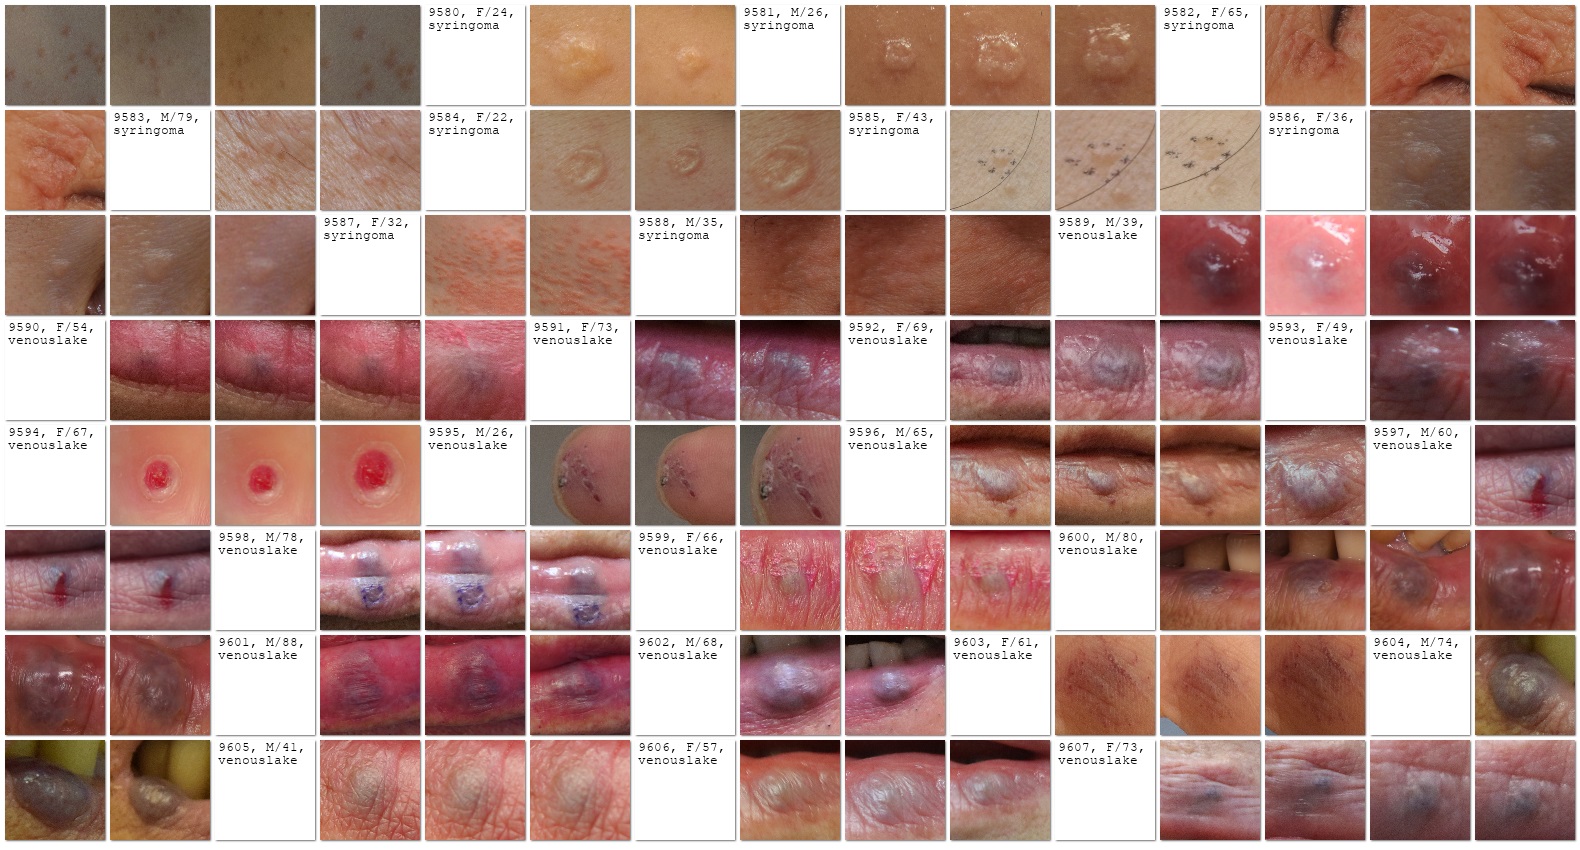 9580, F/24,
syringoma
9581, M/26,
syringoma
9582, F/65,
syringoma
9583, M/79,
syringoma
9584, F/22,
syringoma
9585, F/43,
syringoma
9586, F/36,
syringoma
9587, F/32,
syringoma
9588, M/35,
syringoma
9589, M/39,
venouslake
9590, F/54,
venouslake
9591, F/73,
venouslake
9592, F/69,
venouslake
9593, F/49,
venouslake
9594, F/67,
venouslake
9595, M/26,
venouslake
9596, M/65,
venouslake
9597, M/60,
venouslake
9598, M/78,
venouslake
9599, F/66,
venouslake
9600, M/80,
venouslake
9601, M/88,
venouslake
9602, M/68,
venouslake
9603, F/61,
venouslake
9604, M/74,
venouslake
9605, M/41,
venouslake
9606, F/57,
venouslake
9607, F/73,
venouslake